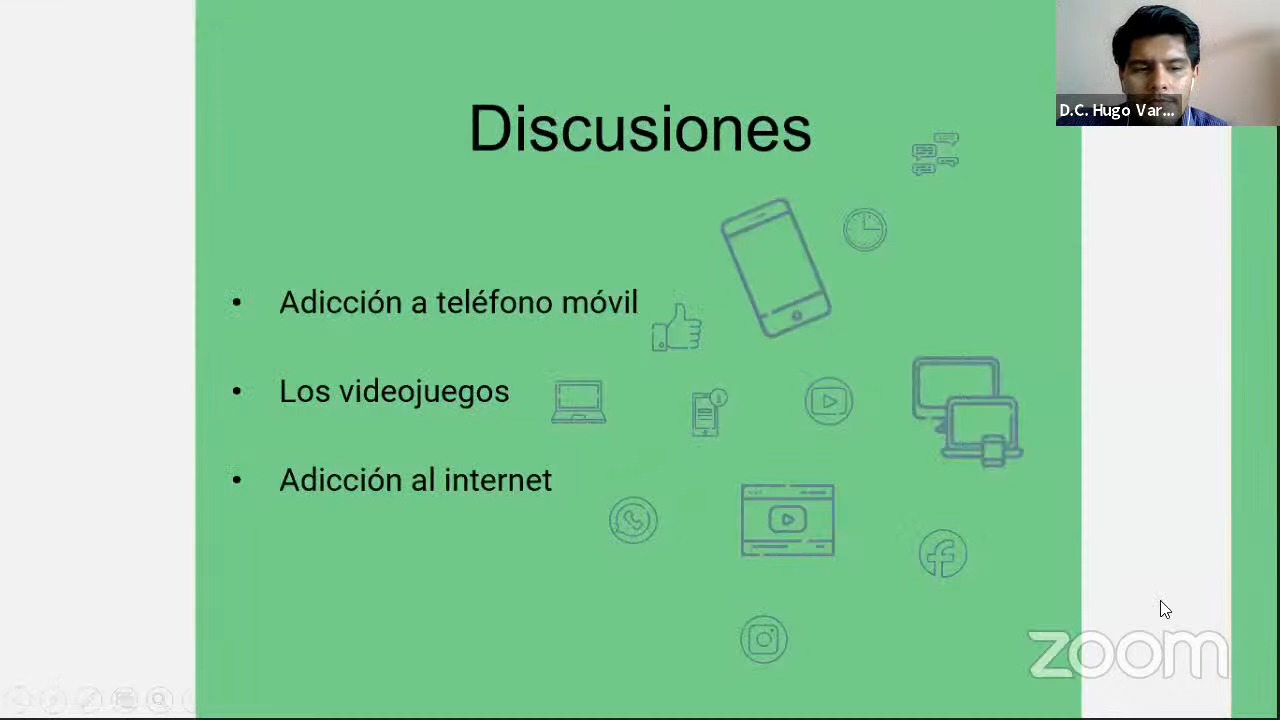 Discusiones
D.C. Hugo Var...
• Adicción a teléfono móvil
• Los videojuegos
• Adicción al internet
zoom